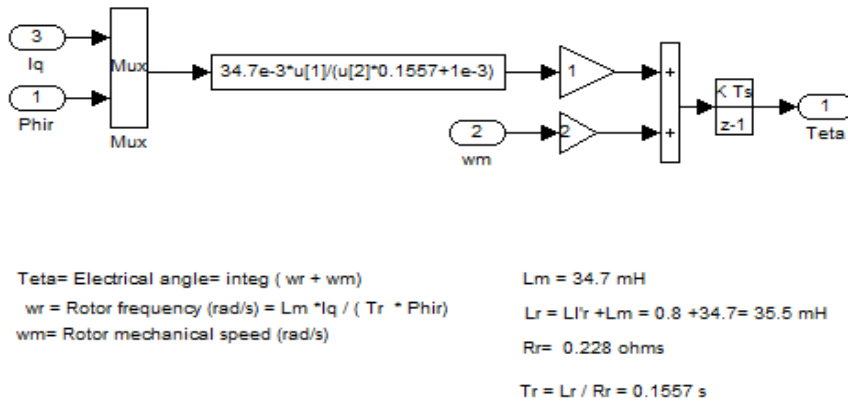 3
Iq
1
Phir
Mux
Mux
34.7e-3*u[1]/(u[2]*0.1557+1e-3)
1
2
wm
2
+
+
K Ts
z-1
1
Teta
Teta= Electrical angle= integ ( wr + wm)
wr = Rotor frequency (rad/s) = Lm *Iq / ( Tr * Phir)
wm= Rotor mechanical speed (rad/s)
Lm = 34.7 mH
Lr = Ll'r +Lm = 0.8 +34.7= 35.5 mH
Rr= 0.228 ohms
Tr = Lr / Rr = 0.1557 s